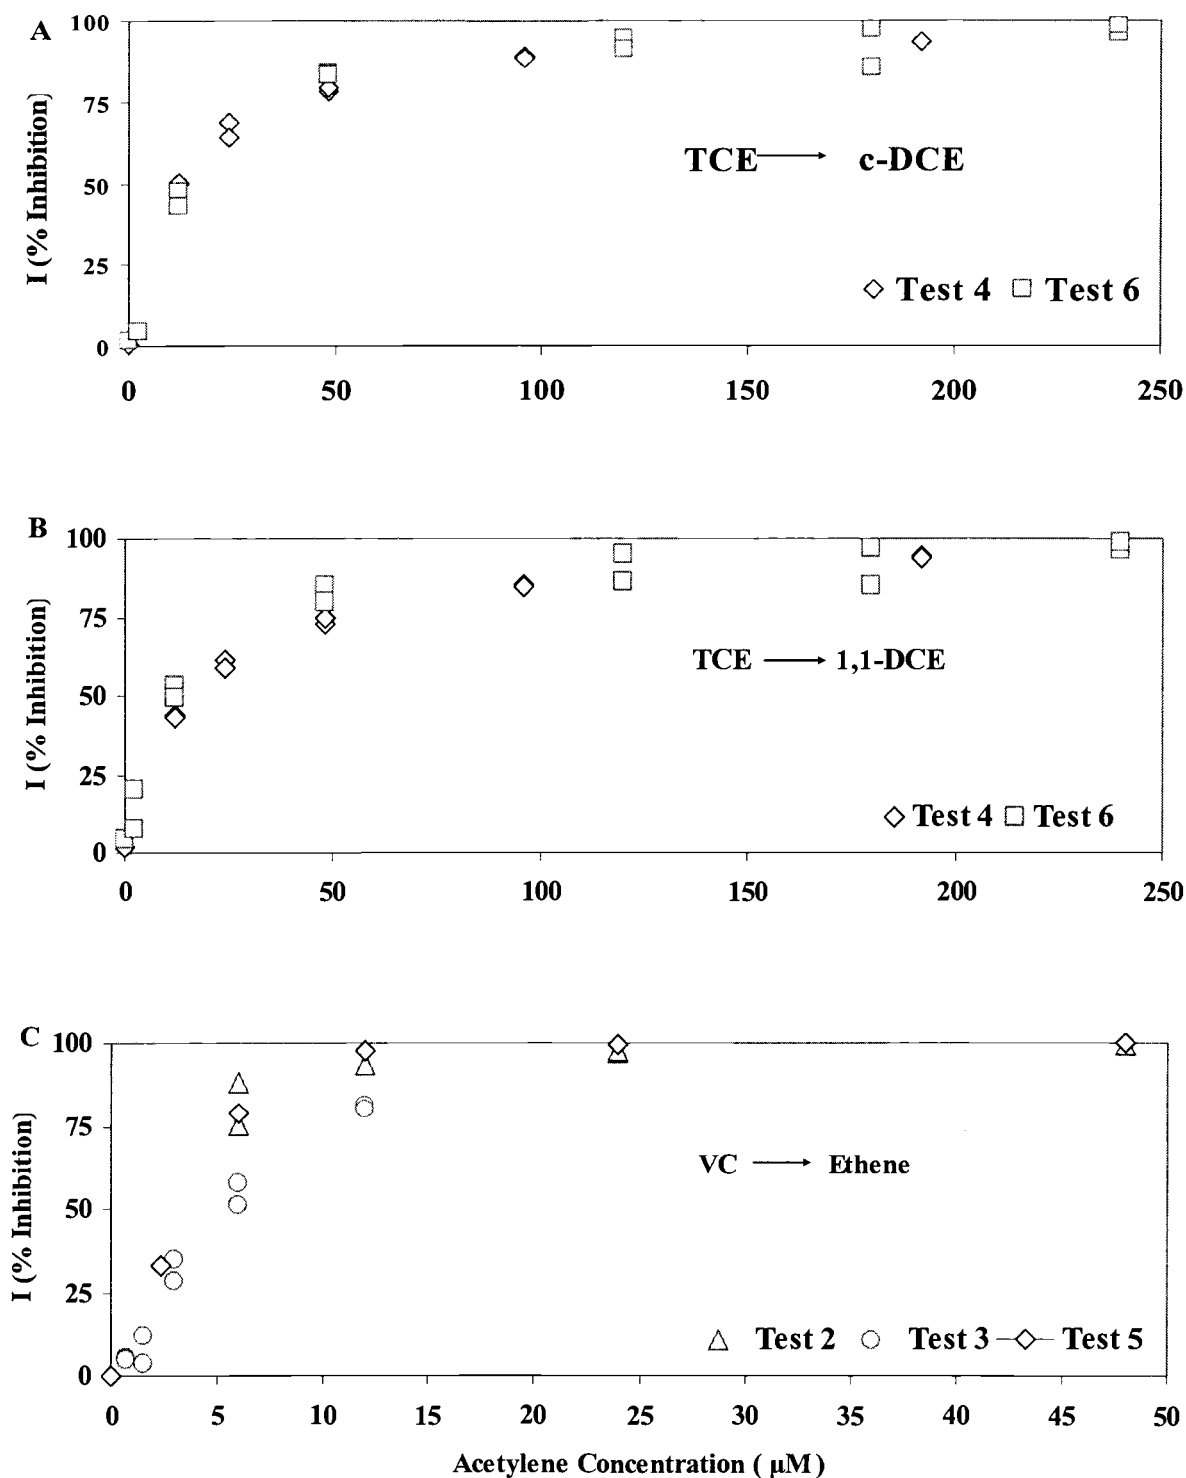 A
100
75
50
25
0
I (% Inhibition)
TCE → c-DCE
◇ Test 4 □ Test 6
0 50 100 150 200 250
B
100
75
50
25
0
I (% Inhibition)
TCE → 1,1-DCE
◇ Test 4 □ Test 6
0 50 100 150 200 250
C
100
75
50
25
0
I (% Inhibition)
VC → Ethene
△ Test 2 ○ Test 3 ◇ Test 5
0 5 10 15 20 25 30 35 40 45 50
Acetylene Concentration ( µM )